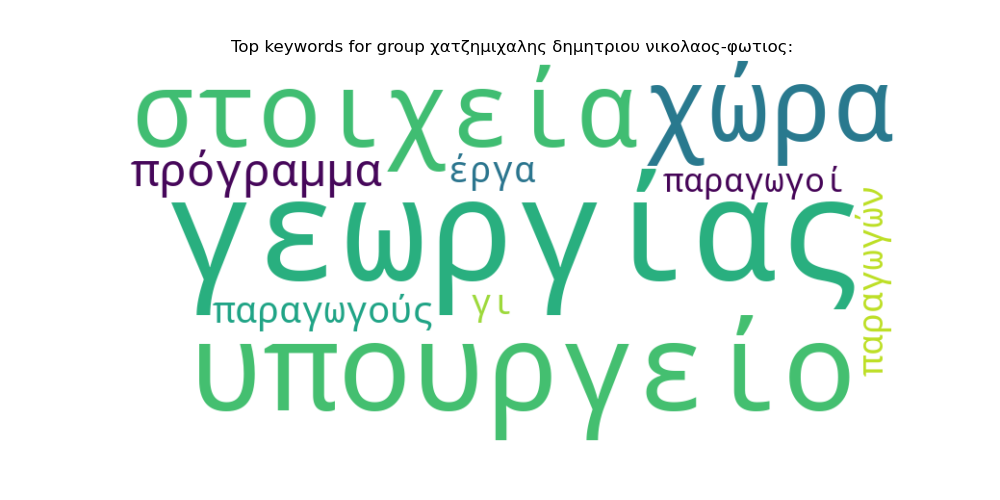 Top keywords for group χατζημιχαλης δημητριου νικολαος-φωτιος:
στοιχεία χώρα
πρόγραμμα έργα παραγωγοί
γεωργίας παραγωγών
παραγωγούς γι
υπουργείο